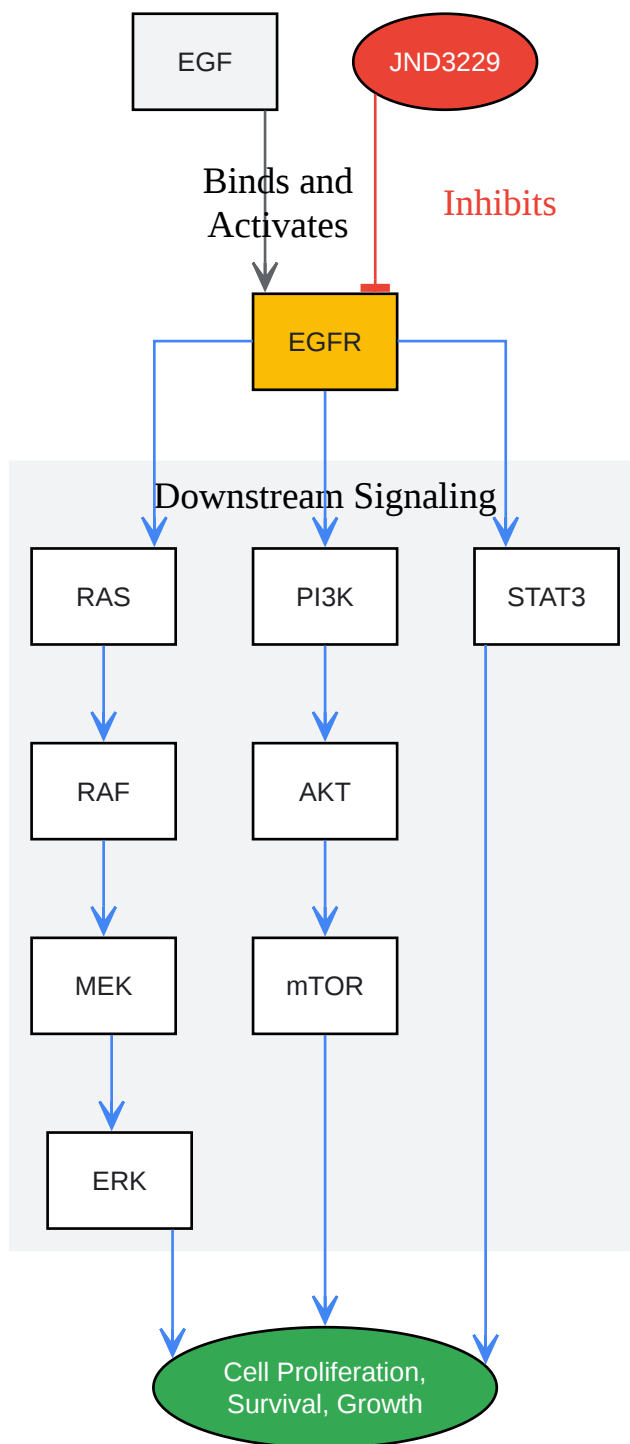 EGF
JND3229
Binds and
Activates
Inhibits
EGFR
Downstream Signaling
RAS
PI3K
STAT3
RAF
AKT
MEK
mTOR
ERK
Cell Proliferation,
Survival, Growth